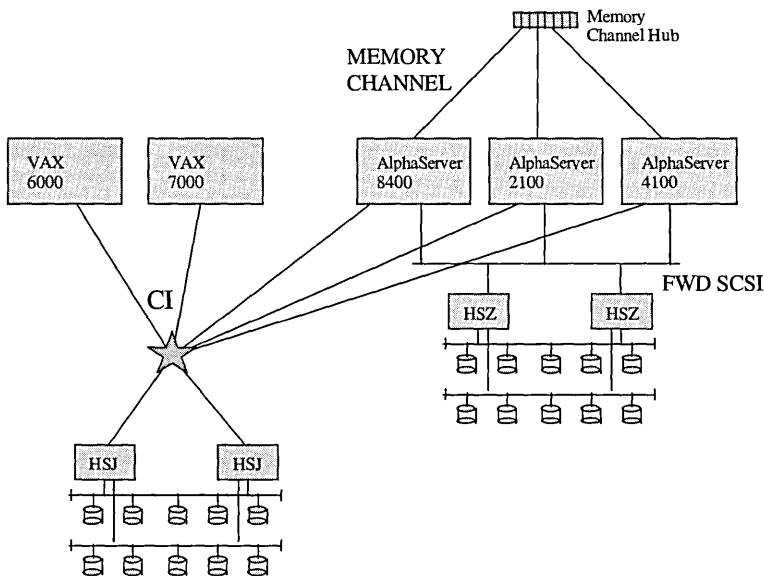 Memory
Channel Hub
MEMORY
CHANNEL
VAX
6000
VAX
7000
AlphaServer
8400
AlphaServer
2100
AlphaServer
4100
CI
FWD SCSI
HSZ
HSZ
HSJ
HSJ